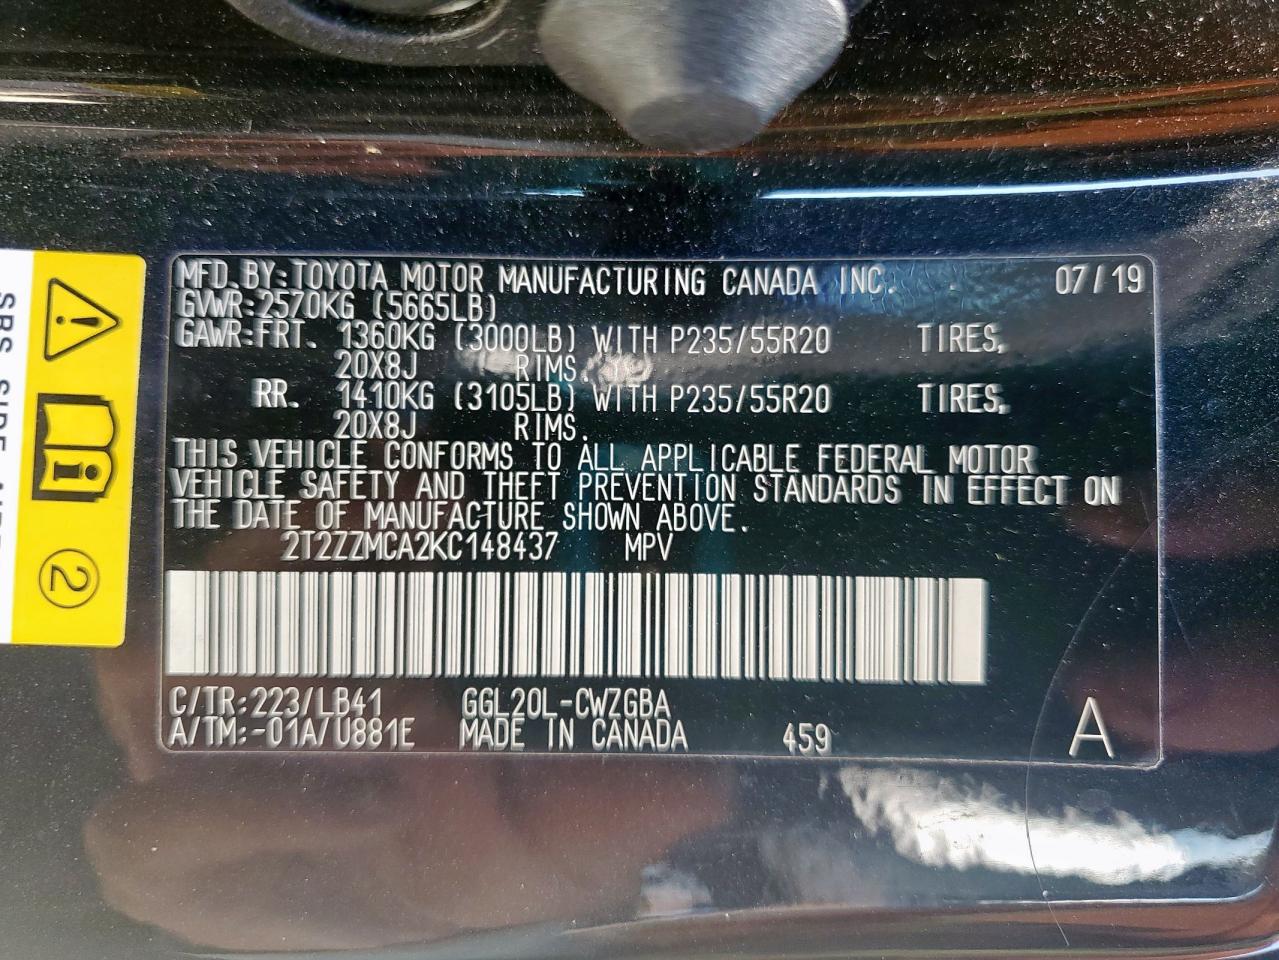 MFD.BY:TOYOTA MOTOR MANUFACTURING CANADA INC. 07/19
GVWR:2570KG (5665LB)
GAWR:FRT. 1360KG (3000LB) WITH P235/55R20 TIRES,
20X8J RIMS.
RR. 1410KG (3105LB) WITH P235/55R20 TIRES,
20X8J RIMS.
THIS VEHICLE CONFORMS TO ALL APPLICABLE FEDERAL MOTOR
VEHICLE SAFETY AND THEFT PREVENTION STANDARDS IN EFFECT ON
THE DATE OF MANUFACTURE SHOWN ABOVE.
2T2ZZMCA2KC148437 MPV
C/TR:223/LB41 GGL20L-CWZGBA
A/TM:-01A/U881E MADE IN CANADA 459 A
SRS SIDE
2